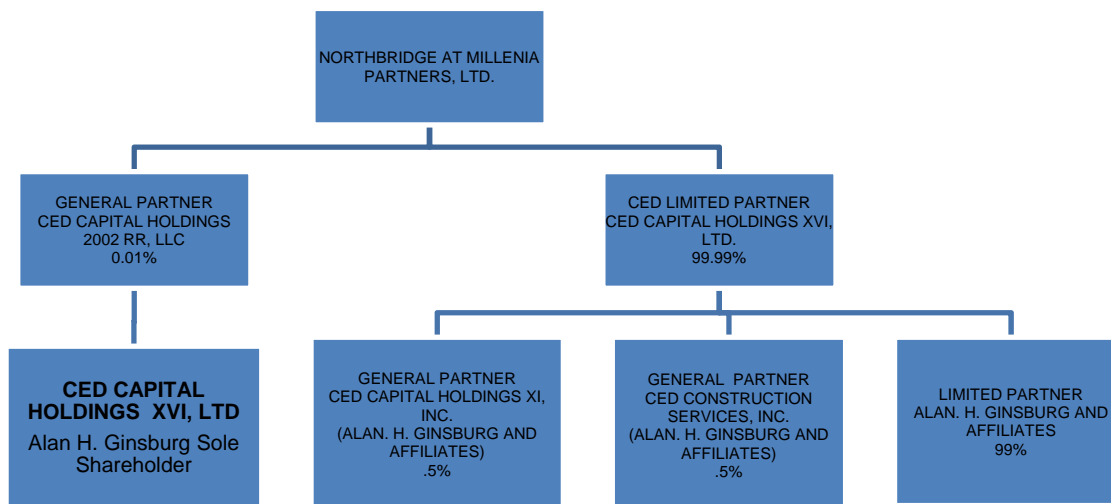 NORTHBRIDGE AT MILLENIA
PARTNERS, LTD.
GENERAL PARTNER
CED CAPITAL HOLDINGS
2002 RR, LLC
0.01%
CED LIMITED PARTNER
CED CAPITAL HOLDINGS XVI,
LTD.
99.99%
CED CAPITAL
HOLDINGS XVI, LTD
Alan H. Ginsburg Sole
Shareholder
GENERAL PARTNER
CED CAPITAL HOLDINGS XI,
INC.
(ALAN. H. GINSBURG AND
AFFILIATES)
.5%
GENERAL PARTNER
CED CONSTRUCTION
SERVICES, INC.
(ALAN. H. GINSBURG AND
AFFILIATES)
.5%
LIMITED PARTNER
ALAN. H. GINSBURG AND
AFFILIATES
99%